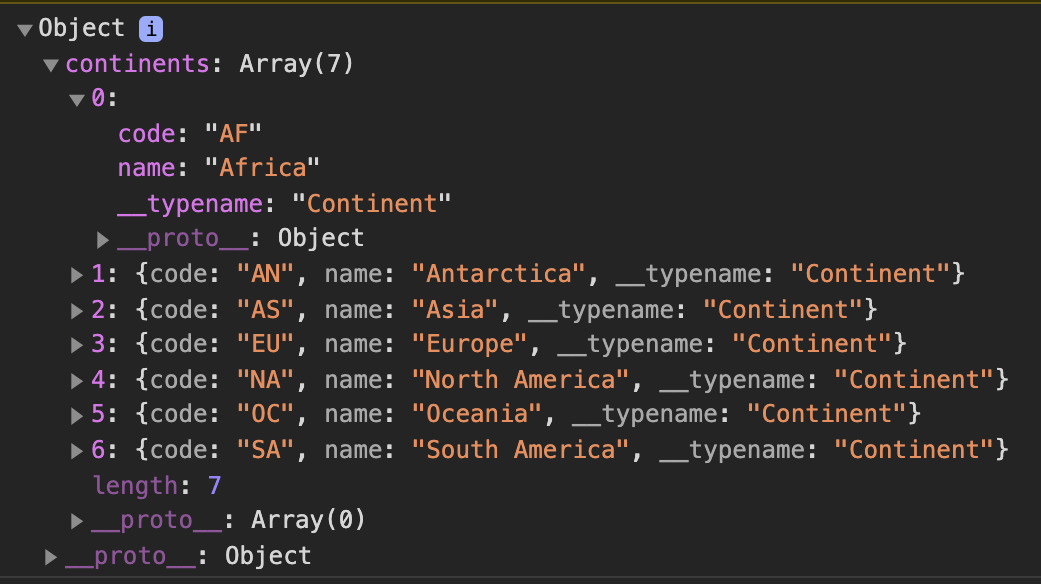 Object i
continents: Array(7)
0:
code: "AF"
name: "Africa"
__typename: "Continent"
__proto__: Object
1: {code: "AN", name: "Antarctica", __typename: "Continent"}
2: {code: "AS", name: "Asia", __typename: "Continent"}
3: {code: "EU", name: "Europe", __typename: "Continent"}
4: {code: "NA", name: "North America", __typename: "Continent"}
5: {code: "OC", name: "Oceania", __typename: "Continent"}
6: {code: "SA", name: "South America", __typename: "Continent"}
length: 7
__proto__: Array(0)
__proto__: Object